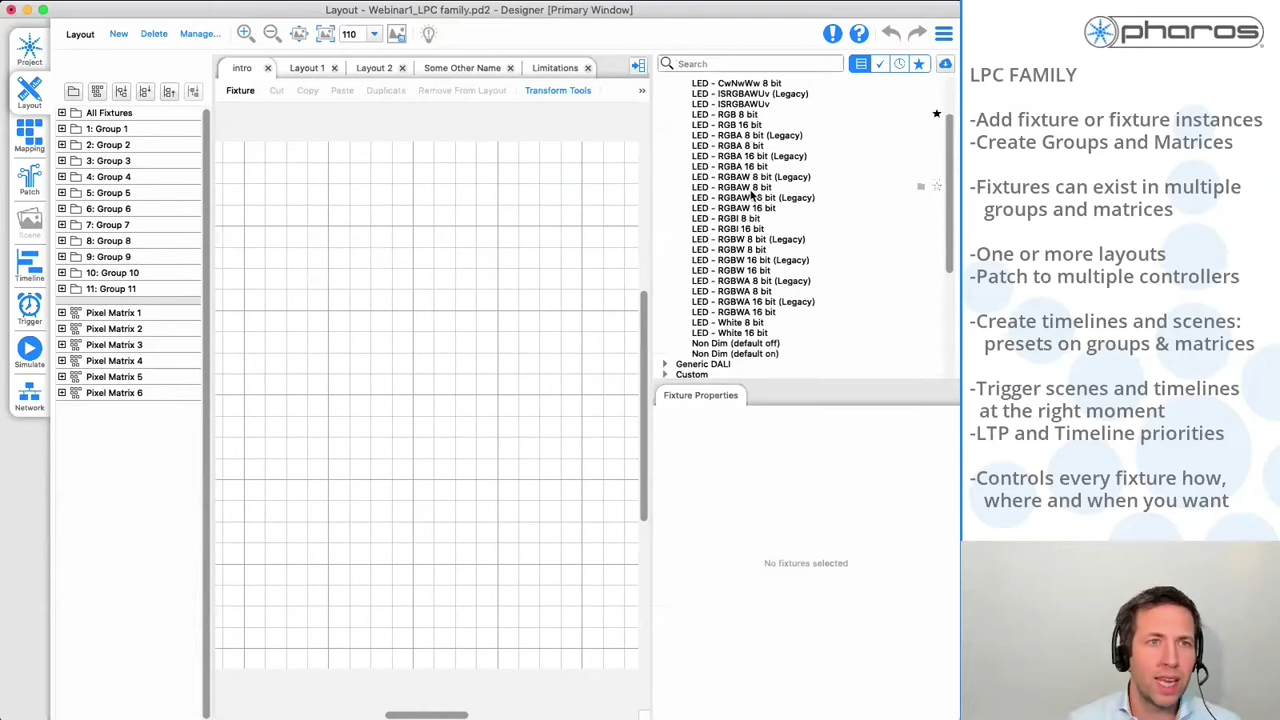 Layout - Webinar1_LPC family.pd2 - Designer [Primary Window]
Layout New Delete Manage... 110
Project
Layout
Mapping
Patch
Scene
Timeline
Trigger
Simulate
Network
intro Layout 1 Layout 2 Some Other Name Limitations
Fixture Cut Copy Paste Duplicate Remove From Layout Transform Tools »
All Fixtures
1: Group 1
2: Group 2
3: Group 3
4: Group 4
5: Group 5
6: Group 6
7: Group 7
8: Group 8
9: Group 9
10: Group 10
11: Group 11
Pixel Matrix 1
Pixel Matrix 2
Pixel Matrix 3
Pixel Matrix 4
Pixel Matrix 5
Pixel Matrix 6
Search
LED - CwNwWw 8 bit
LED - ISRGBAWUv (Legacy)
LED - ISRGBAWUv
LED - RGB 8 bit
LED - RGB 16 bit
LED - RGBA 8 bit (Legacy)
LED - RGBA 8 bit
LED - RGBA 16 bit (Legacy)
LED - RGBA 16 bit
LED - RGBAW 8 bit (Legacy)
LED - RGBAW 8 bit
LED - RGBAW 16 bit (Legacy)
LED - RGBAW 16 bit
LED - RGBI 8 bit
LED - RGBI 16 bit
LED - RGBW 8 bit (Legacy)
LED - RGBW 8 bit
LED - RGBW 16 bit (Legacy)
LED - RGBW 16 bit
LED - RGBWA 8 bit (Legacy)
LED - RGBWA 8 bit
LED - RGBWA 16 bit (Legacy)
LED - RGBWA 16 bit
LED - White 8 bit
LED - White 16 bit
Non Dim (default off)
Non Dim (default on)
Generic DALI
Custom
Fixture Properties
No fixtures selected
pharos
LPC FAMILY
-Add fixture or fixture instances
-Create Groups and Matrices
-Fixtures can exist in multiple
groups and matrices
-One or more layouts
-Patch to multiple controllers
-Create timelines and scenes:
presets on groups & matrices
-Trigger scenes and timelines
at the right moment
-LTP and Timeline priorities
-Controls every fixture how,
where and when you want